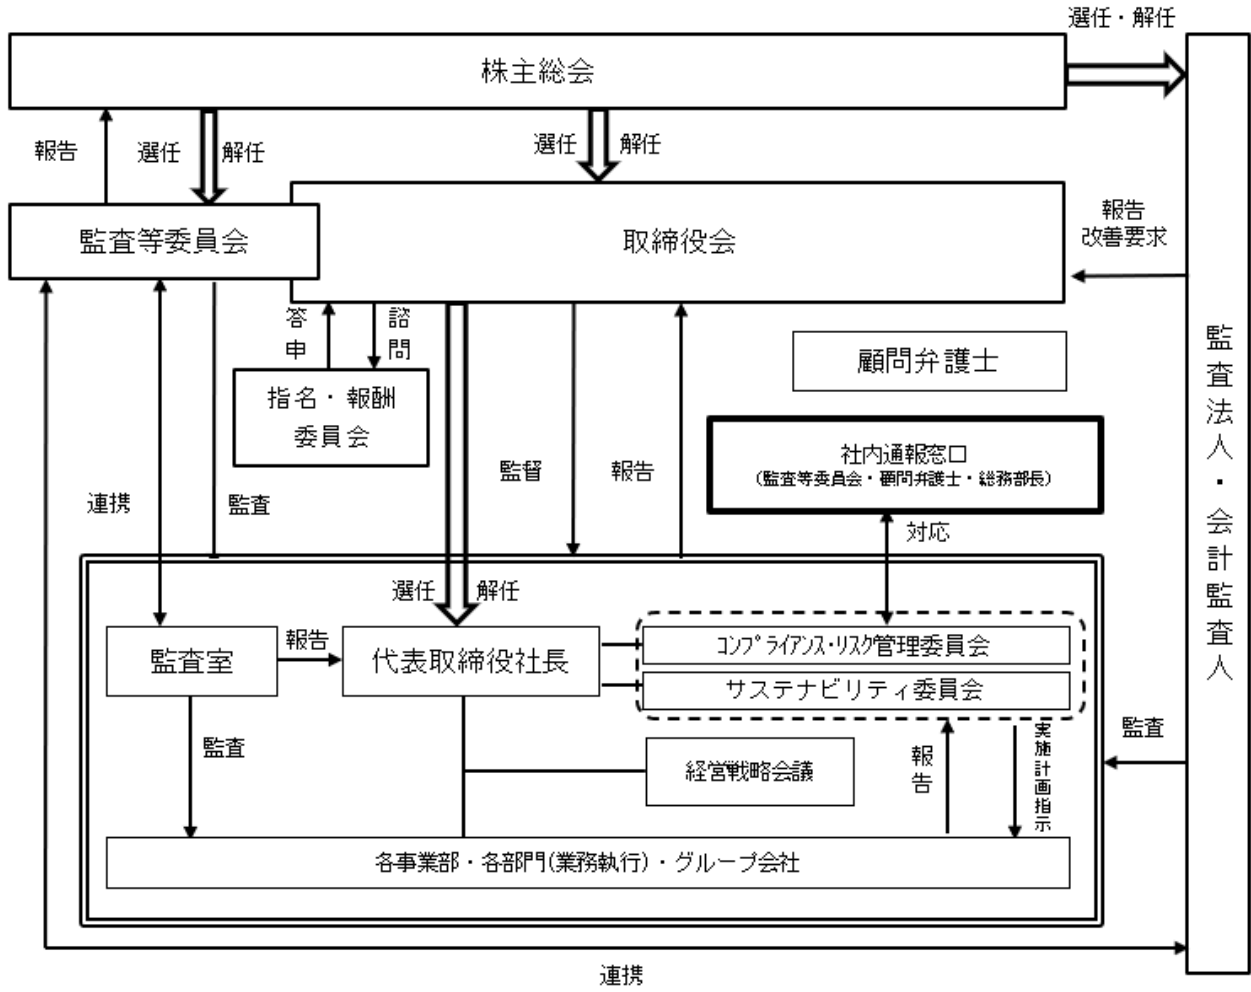 選任・解任
株主総会
報告
選任
解任
選任
解任
監査等委員会
取締役会
報告
改善要求
答申
諮問
顧問弁護士
指名・報酬
委員会
監査法人・会計監査人
社内通報窓口
(監査等委員会・顧問弁護士・総務部長)
連携
監査
監督
報告
対応
選任
解任
監査室
報告
代表取締役社長
コンプライアンス・リスク管理委員会
サステナビリティ委員会
監査
経営戦略会議
報告
実施計画指示
監査
各事業部・各部門(業務執行)・グループ会社
連携